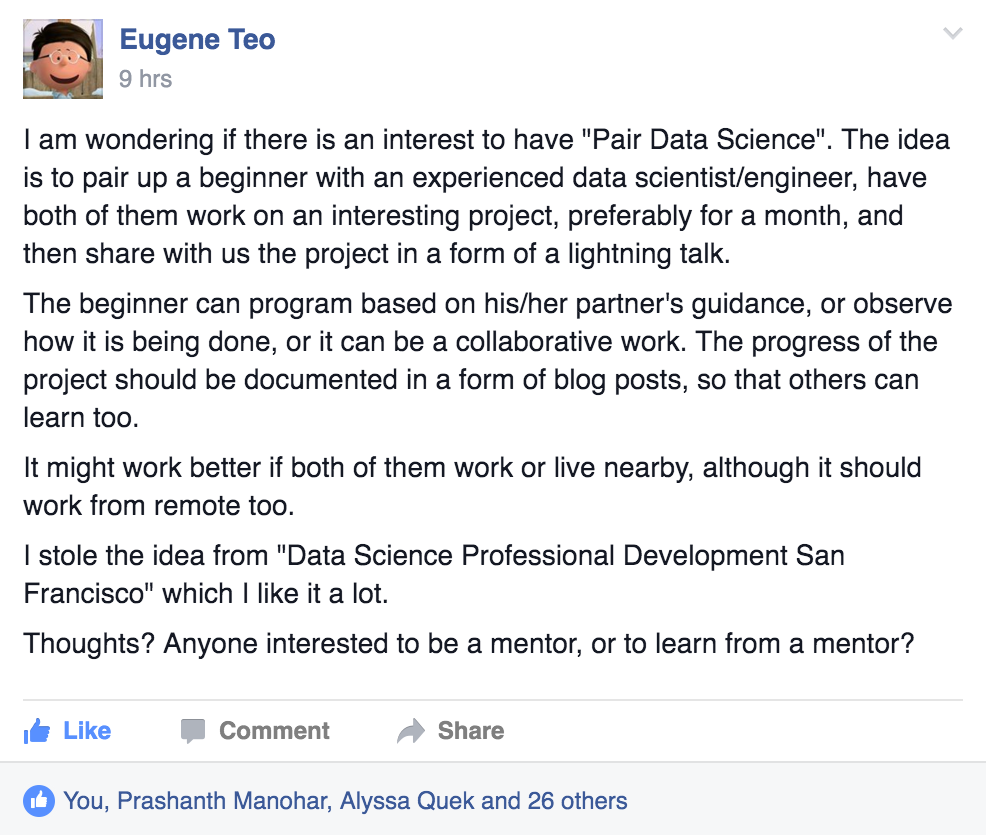 Eugene Teo
9 hrs
I am wondering if there is an interest to have "Pair Data Science". The idea
is to pair up a beginner with an experienced data scientist/engineer, have
both of them work on an interesting project, preferably for a month, and
then share with us the project in a form of a lightning talk.
The beginner can program based on his/her partner's guidance, or observe
how it is being done, or it can be a collaborative work. The progress of the
project should be documented in a form of blog posts, so that others can
learn too.
It might work better if both of them work or live nearby, although it should
work from remote too.
I stole the idea from "Data Science Professional Development San
Francisco" which I like it a lot.
Thoughts? Anyone interested to be a mentor, or to learn from a mentor?
Like Comment Share
You, Prashanth Manohar, Alyssa Quek and 26 others